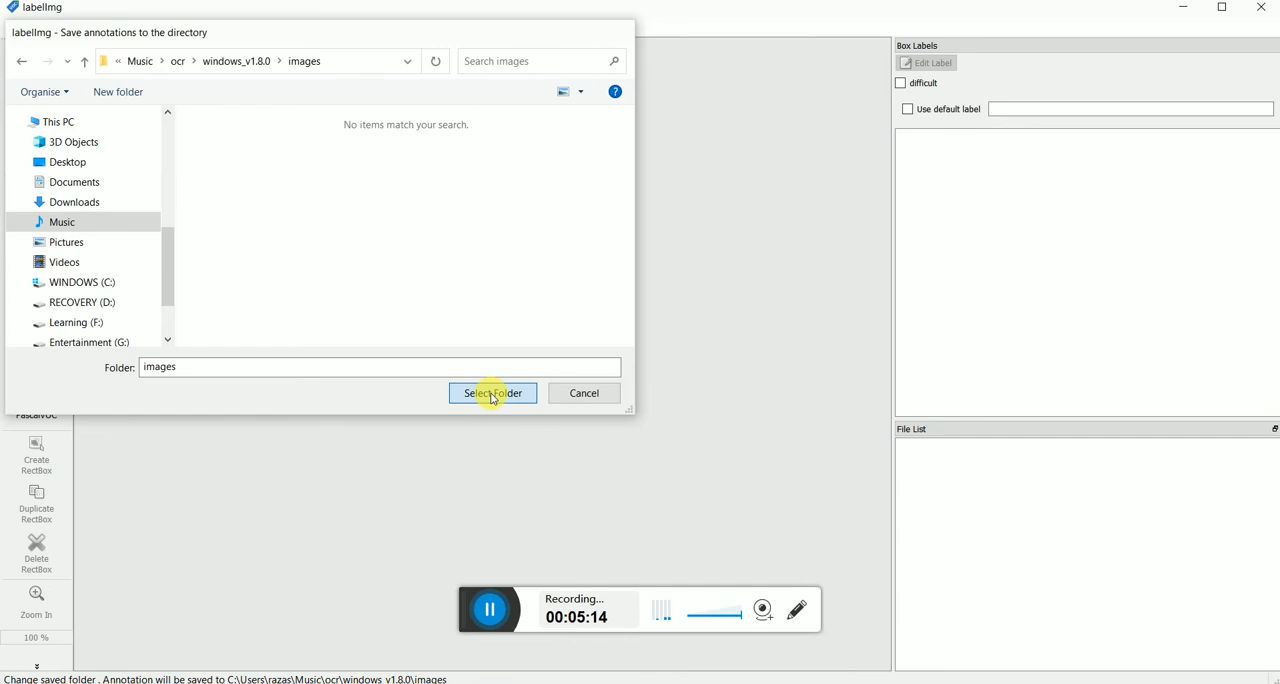 labelImg
labelImg - Save annotations to the directory
« Music > ocr > windows_v1.8.0 > images
Search images
Organise
New folder
This PC
3D Objects
Desktop
Documents
Downloads
Music
Pictures
Videos
WINDOWS (C:)
RECOVERY (D:)
Learning (F:)
Entertainment (G:)
No items match your search.
Folder: images
Select Folder
Cancel
PascalVOC
Create
RectBox
Duplicate
RectBox
Delete
RectBox
Zoom In
100 %
Recording...
00:05:14
Box Labels
Edit Label
difficult
Use default label
File List
Change saved folder . Annotation will be saved to C:\Users\razas\Music\ocr\windows_v1.8.0\images